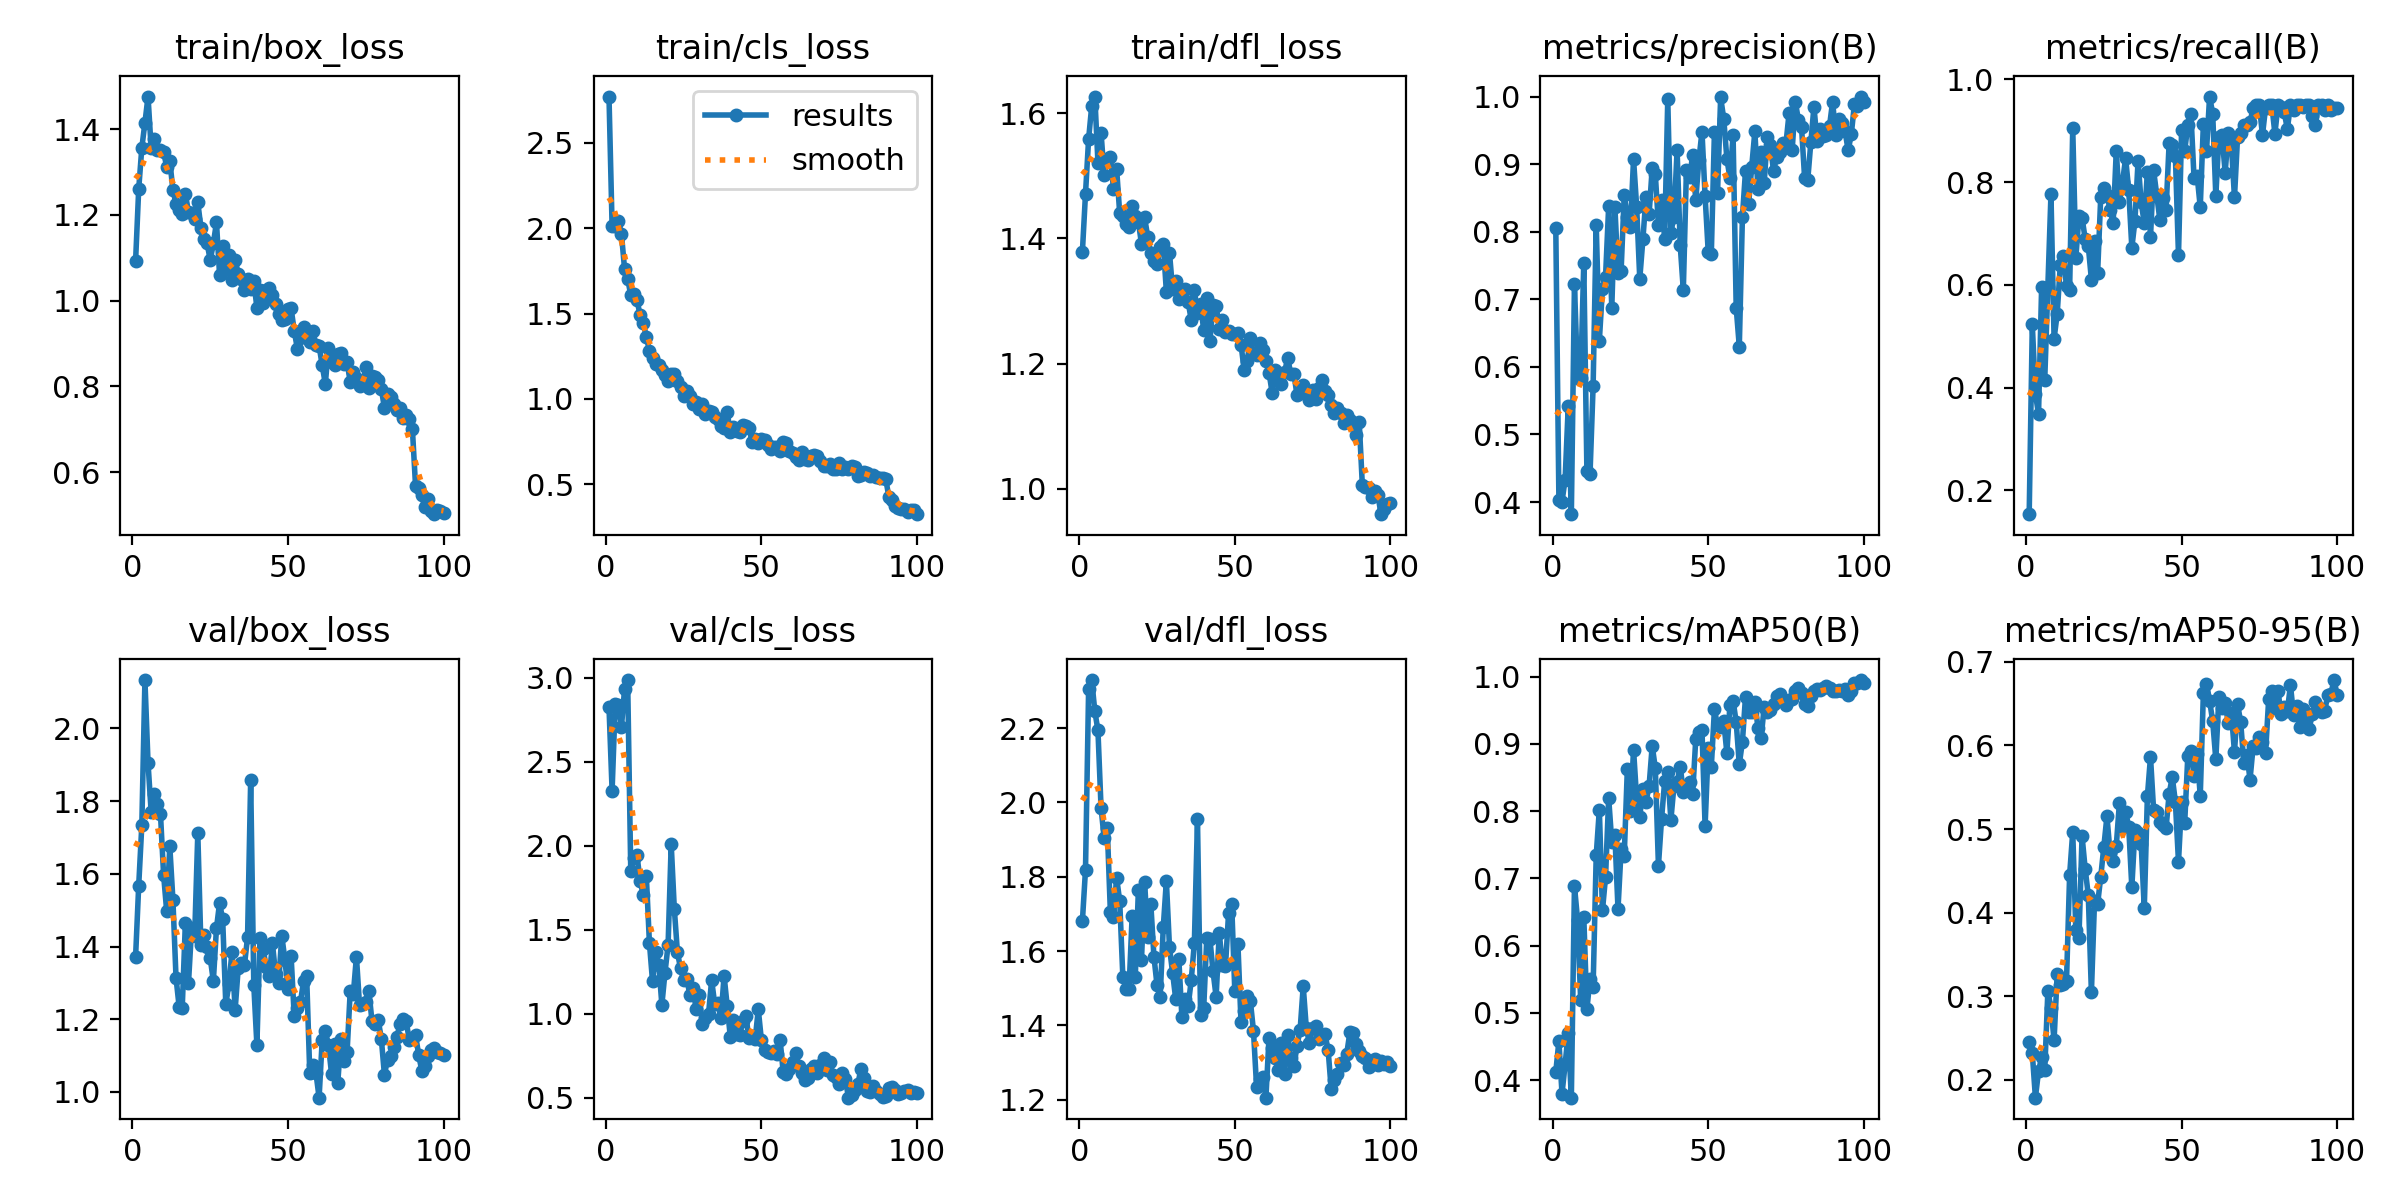 train/box_loss
1.4
1.2
1.0
0.8
0.6
0 50 100
train/cls_loss
results
smooth
2.5
2.0
1.5
1.0
0.5
0 50 100
train/dfl_loss
1.6
1.4
1.2
1.0
0 50 100
metrics/precision(B)
1.0
0.9
0.8
0.7
0.6
0.5
0.4
0 50 100
metrics/recall(B)
1.0
0.8
0.6
0.4
0.2
0 50 100
val/box_loss
2.0
1.8
1.6
1.4
1.2
1.0
0 50 100
val/cls_loss
3.0
2.5
2.0
1.5
1.0
0.5
0 50 100
val/dfl_loss
2.2
2.0
1.8
1.6
1.4
1.2
0 50 100
metrics/mAP50(B)
1.0
0.9
0.8
0.7
0.6
0.5
0.4
0 50 100
metrics/mAP50-95(B)
0.7
0.6
0.5
0.4
0.3
0.2
0 50 100